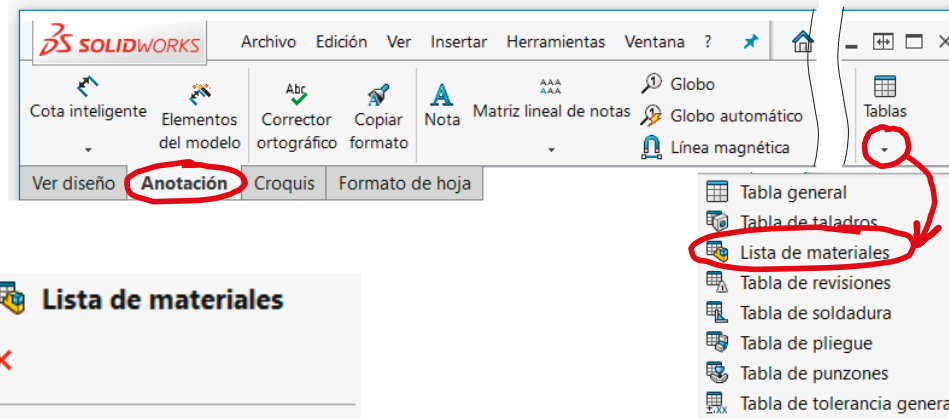 SOLIDWORKS Archivo Edición Ver Insertar Herramientas Ventana ?
Cota inteligente
Elementos del modelo
Abc
Corrector ortográfico
Copiar formato
A
Nota
AAA
AAA
Matriz lineal de notas
Globo
Globo automático
Línea magnética
Tablas
Ver diseño Anotación Croquis Formato de hoja
Tabla general
Tabla de taladros
Lista de materiales
Tabla de revisiones
Tabla de soldadura
Tabla de pliegue
Tabla de punzones
Tabla de tolerancia genera
Lista de materiales